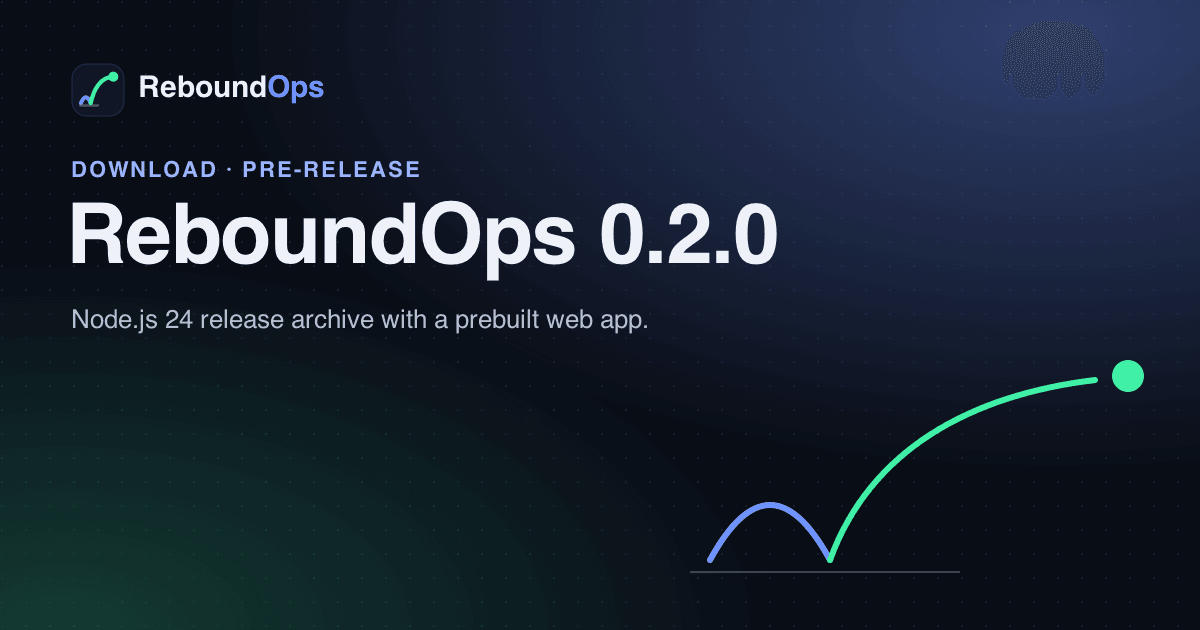 ReboundOps
DOWNLOAD · PRE-RELEASE
ReboundOps 0.2.0
Node.js 24 release archive with a prebuilt web app.